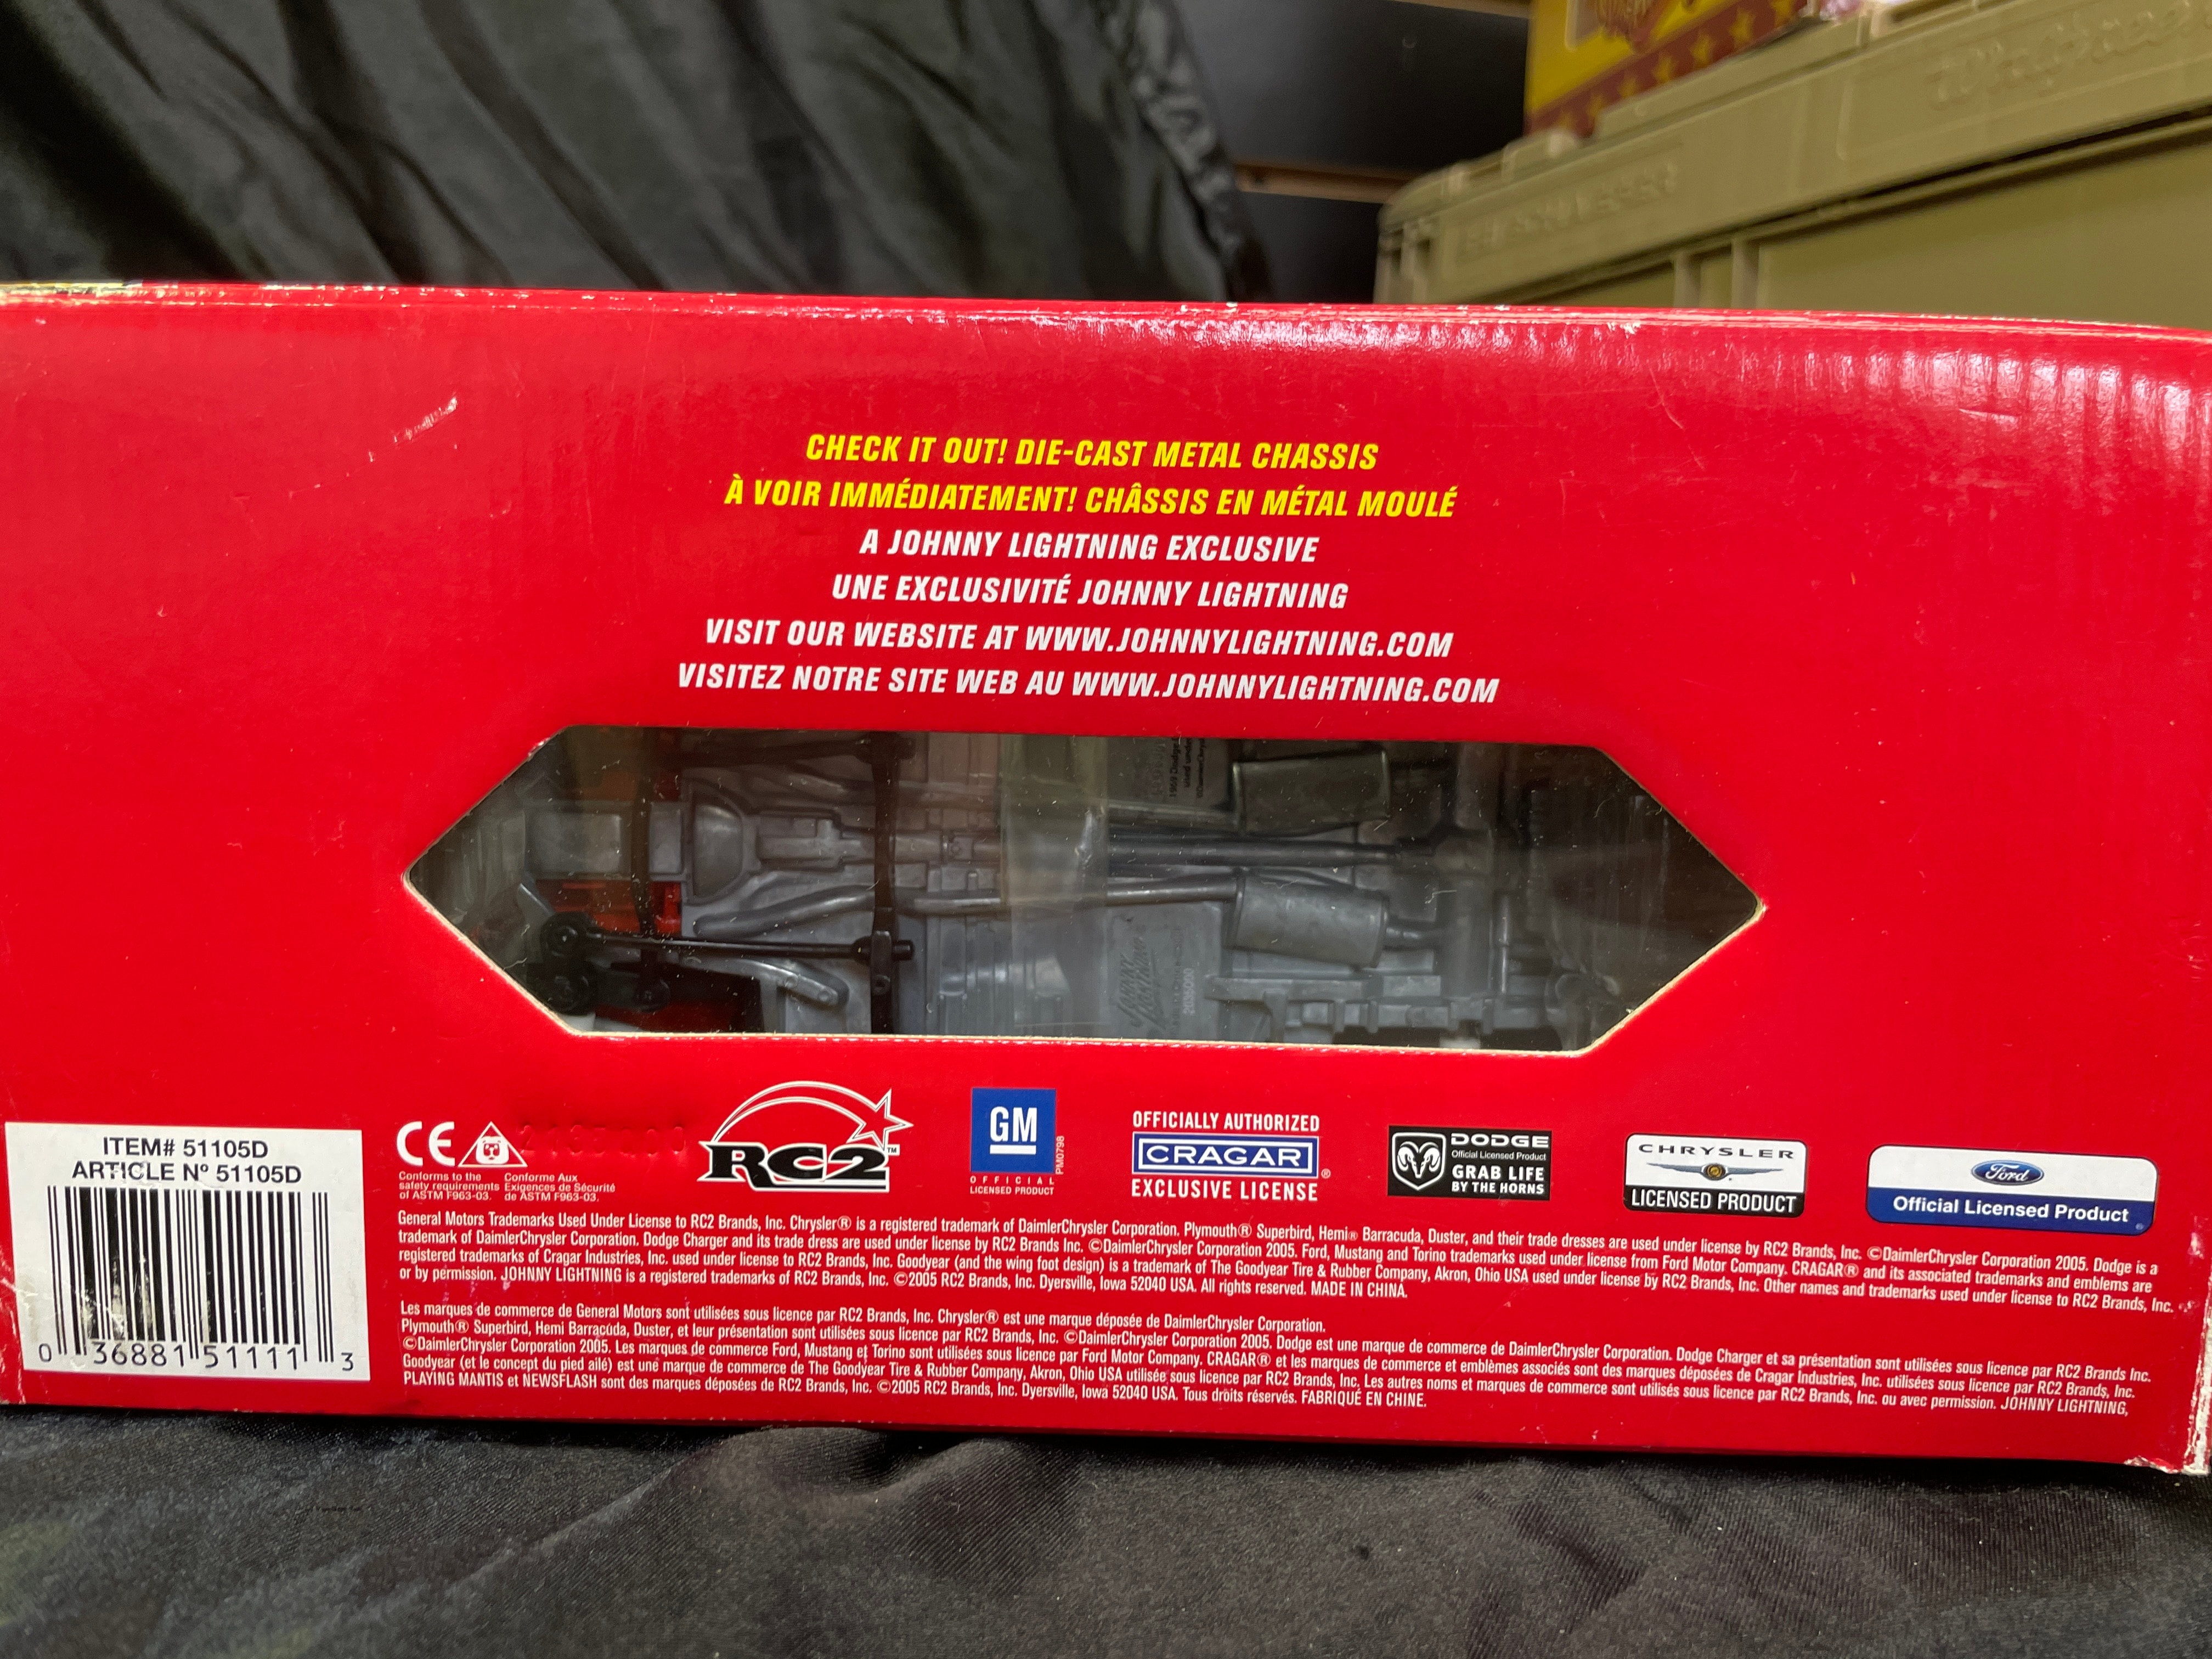 CHECK IT OUT! DIE-CAST METAL CHASSIS
À VOIR IMMÉDIATEMENT! CHÂSSIS EN MÉTAL MOULÉ
A JOHNNY LIGHTNING EXCLUSIVE
UNE EXCLUSIVITÉ JOHNNY LIGHTNING
VISIT OUR WEBSITE AT WWW.JOHNNYLIGHTNING.COM
VISITEZ NOTRE SITE WEB AU WWW.JOHNNYLIGHTNING.COM
1969 Dodge
used under
Johnny Lightning
ITEM# 51105D
ARTICLE Nº 51105D
0 36881 51111 3
CE
Conforms to the
safety requirements
of ASTM F963-03.
Conforme Aux
Exigences de Sécurité
de ASTM F963-03.
RC2™
GM
PM0798
OFFICIAL
LICENSED PRODUCT
OFFICIALLY AUTHORIZED
CRAGAR®
EXCLUSIVE LICENSE
DODGE
Official Licensed Product
GRAB LIFE
BY THE HORNS
CHRYSLER
LICENSED PRODUCT
Ford
Official Licensed Product
General Motors Trademarks Used Under License to RC2 Brands, Inc. Chrysler® is a registered trademark of DaimlerChrysler Corporation. Plymouth® Superbird, Hemi® Barracuda, Duster, and their trade dresses are used under license by RC2 Brands, Inc. ©DaimlerChrysler Corporation 2005. Dodge is a
trademark of DaimlerChrysler Corporation. Dodge Charger and its trade dress are used under license by RC2 Brands Inc. ©DaimlerChrysler Corporation 2005. Ford, Mustang and Torino trademarks used under license from Ford Motor Company. CRAGAR® and its associated trademarks and emblems are
registered trademarks of Cragar Industries, Inc. used under license to RC2 Brands, Inc. Goodyear (and the wing foot design) is a trademark of The Goodyear Tire & Rubber Company, Akron, Ohio USA used under license by RC2 Brands, Inc. Other names and trademarks used under license to RC2 Brands, Inc.
or by permission. JOHNNY LIGHTNING is a registered trademarks of RC2 Brands, Inc. ©2005 RC2 Brands, Inc. Dyersville, Iowa 52040 USA. All rights reserved. MADE IN CHINA.
Les marques de commerce de General Motors sont utilisées sous licence par RC2 Brands, Inc. Chrysler® est une marque déposée de DaimlerChrysler Corporation.
Plymouth® Superbird, Hemi Barracúda, Duster, et leur présentation sont utilisées sous licence par RC2 Brands, Inc. ©DaimlerChrysler Corporation 2005. Dodge est une marque de commerce de DaimlerChrysler Corporation. Dodge Charger et sa présentation sont utilisées sous licence par RC2 Brands Inc.
©DaimlerChrysler Corporation 2005. Les marques de commerce Ford, Mustang et Torino sont utilisées sous licence par Ford Motor Company. CRAGAR® et les marques de commerce et emblèmes associés sont des marques déposées de Cragar Industries, Inc. utilisées sous licence par RC2 Brands, Inc.
Goodyear (et le concept du pied ailé) est une marque de commerce de The Goodyear Tire & Rubber Company, Akron, Ohio USA utilisée sous licence par RC2 Brands, Inc. Les autres noms et marques de commerce sont utilisés sous licence par RC2 Brands, Inc. ou avec permission. JOHNNY LIGHTNING,
PLAYING MANTIS et NEWSFLASH sont des marques déposées de RC2 Brands, Inc. ©2005 RC2 Brands, Inc. Dyersville, Iowa 52040 USA. Tous droits réservés. FABRIQUÉ EN CHINE.